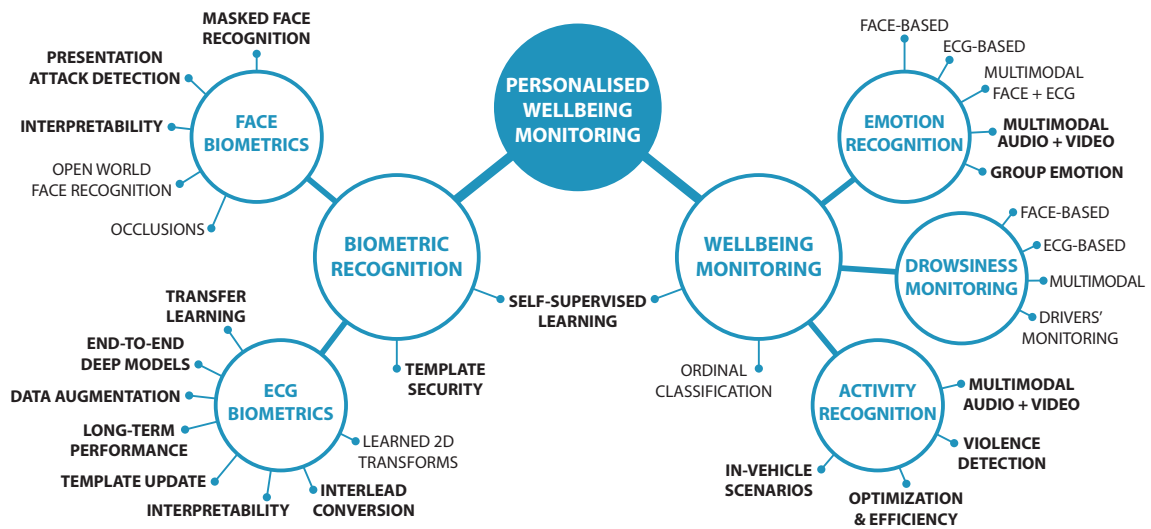 PERSONALISED
WELLBEING
MONITORING
MASKED FACE
RECOGNITION
PRESENTATION
ATTACK DETECTION
INTERPRETABILITY
OPEN WORLD
FACE RECOGNITION
OCCLUSIONS
FACE
BIOMETRICS
BIOMETRIC
RECOGNITION
SELF-SUPERVISED
LEARNING
TEMPLATE
SECURITY
TRANSFER
LEARNING
END-TO-END
DEEP MODELS
DATA AUGMENTATION
LONG-TERM
PERFORMANCE
TEMPLATE UPDATE
INTERPRETABILITY
INTERLEAD
CONVERSION
LEARNED 2D
TRANSFORMS
ECG
BIOMETRICS
WELLBEING
MONITORING
ORDINAL
CLASSIFICATION
FACE-BASED
ECG-BASED
MULTIMODAL
FACE + ECG
MULTIMODAL
AUDIO + VIDEO
GROUP EMOTION
EMOTION
RECOGNITION
FACE-BASED
ECG-BASED
MULTIMODAL
DRIVERS'
MONITORING
DROWSINESS
MONITORING
ACTIVITY
RECOGNITION
MULTIMODAL
AUDIO + VIDEO
VIOLENCE
DETECTION
OPTIMIZATION
& EFFICIENCY
IN-VEHICLE
SCENARIOS